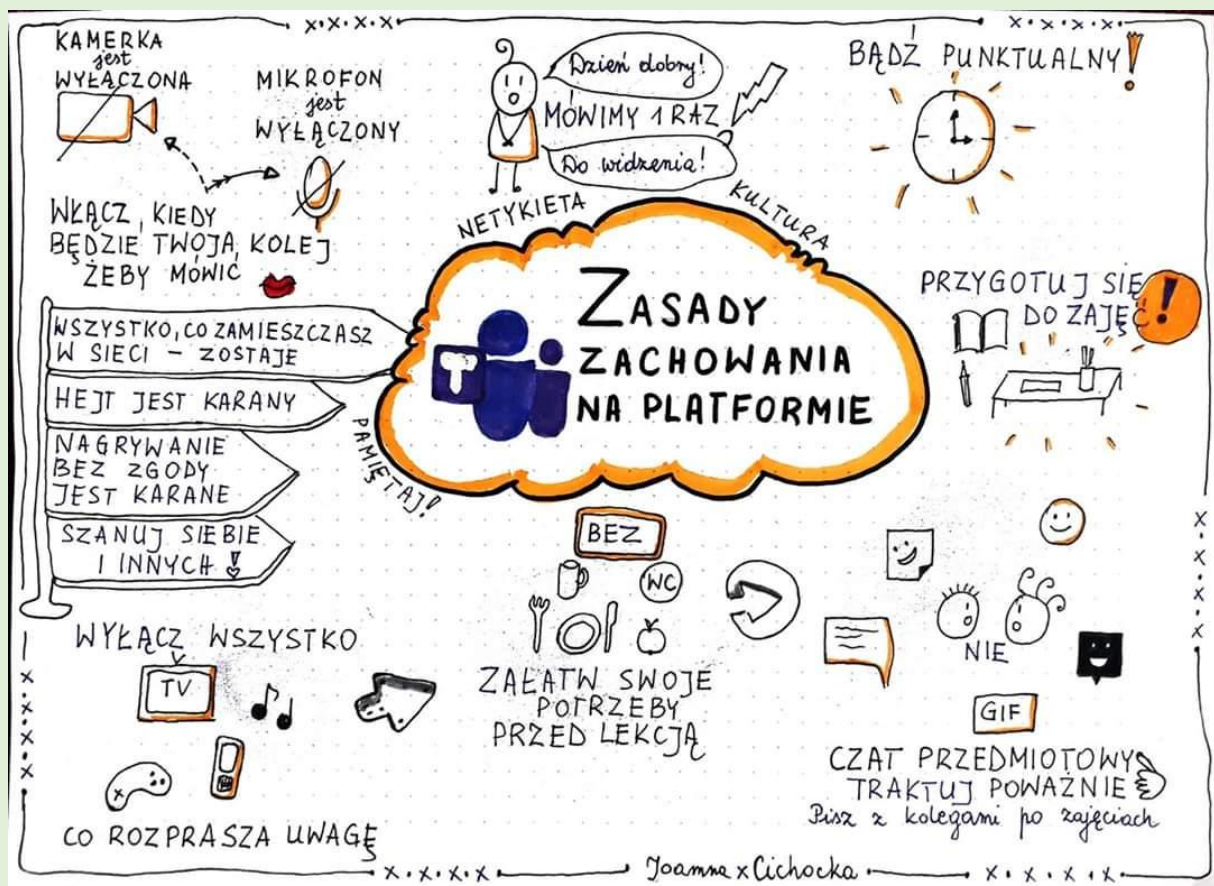 KAMERKA
jest
WYŁĄCZONA
MIKROFON
jest
WYŁĄCZONY
WŁĄCZ, KIEDY
BĘDZIE TWOJA KOLEJ
ŻEBY MÓWIĆ
Dzień dobry!
MÓWIMY 1 RAZ
Do widzenia!
BĄDŹ PUNKTUALNY!
NETYKIETA
KULTURA
T
ZASADY
ZACHOWANIA
NA PLATFORMIE
PRZYGOTUJ SIĘ
DO ZAJĘĆ!
WSZYSTKO, CO ZAMIESZCZASZ
W SIECI – ZOSTAJE
HEJT JEST KARANY
NAGRYWANIE
BEZ ZGODY
JEST KARANE
SZANUJ SIEBIE
I INNYCH!
PAMIĘTAJ!
WYŁĄCZ WSZYSTKO
TV
CO ROZPRASZA UWAGĘ
BEZ
WC
ZAŁATW SWOJE
POTRZEBY
PRZED LEKCJĄ
NIE
GIF
CZAT PRZEDMIOTOWY
TRAKTUJ POWAŻNIE
Pisz z kolegami po zajęciach
Joanna x Cichocka